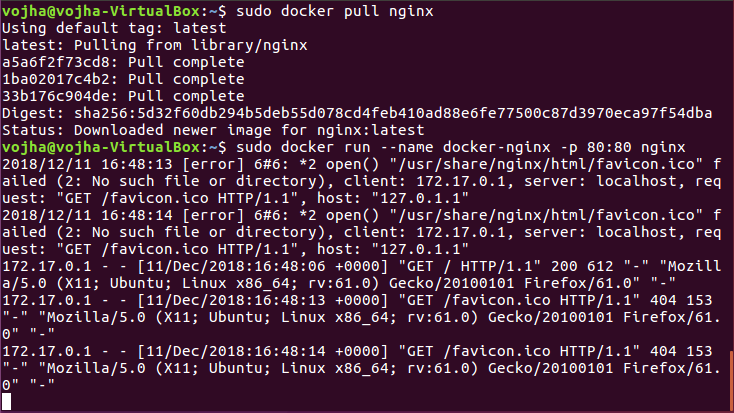 vojha@vojha-VirtualBox:~$ sudo docker pull nginx
Using default tag: latest
latest: Pulling from library/nginx
a5a6f2f73cd8: Pull complete
1ba02017c4b2: Pull complete
33b176c904de: Pull complete
Digest: sha256:5d32f60db294b5deb55d078cd4feb410ad88e6fe77500c87d3970eca97f54dba
Status: Downloaded newer image for nginx:latest
vojha@vojha-VirtualBox:~$ sudo docker run --name docker-nginx -p 80:80 nginx
2018/12/11 16:48:13 [error] 6#6: *2 open() "/usr/share/nginx/html/favicon.ico" f
ailed (2: No such file or directory), client: 172.17.0.1, server: localhost, req
uest: "GET /favicon.ico HTTP/1.1", host: "127.0.1.1"
2018/12/11 16:48:14 [error] 6#6: *2 open() "/usr/share/nginx/html/favicon.ico" f
ailed (2: No such file or directory), client: 172.17.0.1, server: localhost, req
uest: "GET /favicon.ico HTTP/1.1", host: "127.0.1.1"
172.17.0.1 - - [11/Dec/2018:16:48:06 +0000] "GET / HTTP/1.1" 200 612 "-" "Mozill
a/5.0 (X11; Ubuntu; Linux x86_64; rv:61.0) Gecko/20100101 Firefox/61.0" "-"
172.17.0.1 - - [11/Dec/2018:16:48:13 +0000] "GET /favicon.ico HTTP/1.1" 404 153
"-" "Mozilla/5.0 (X11; Ubuntu; Linux x86_64; rv:61.0) Gecko/20100101 Firefox/61.
0" "-"
172.17.0.1 - - [11/Dec/2018:16:48:14 +0000] "GET /favicon.ico HTTP/1.1" 404 153
"-" "Mozilla/5.0 (X11; Ubuntu; Linux x86_64; rv:61.0) Gecko/20100101 Firefox/61.
0" "-"